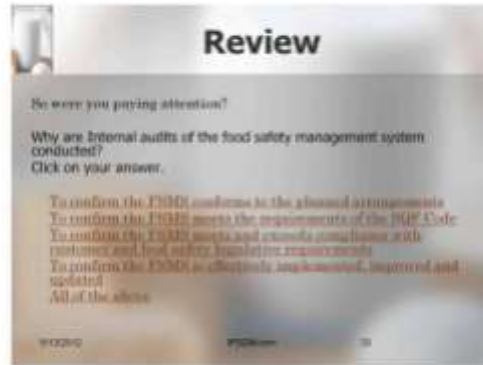 Review
So were you paying attention?
Why are Internal audits of the food safety management system
conducted?
Click on your answer.
To confirm the FSMS conforms to the planned arrangements
To confirm the FSMS meets the requirements of the SQF Code
To confirm the FSMS meets and exceeds compliance with
customer and food safety legislative requirements
To confirm the FSMS is effectively implemented, improved and
updated
All of the above